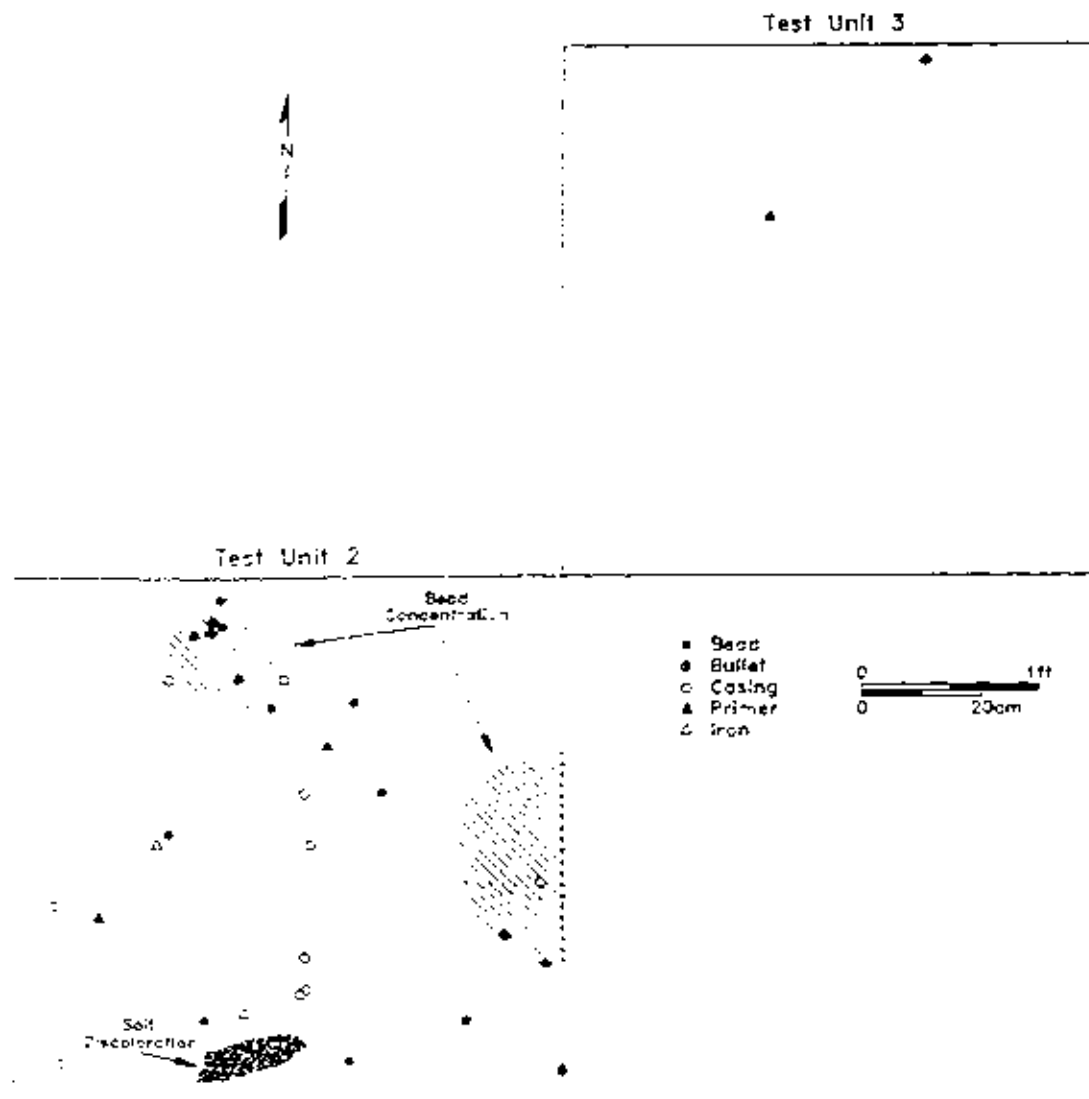 Test Unit 3
N
Test Unit 2
Bead
Concentration
Bead
Bullet
Casing
Primer
Iron
0 1ft
0 20cm
Soil
Discoloration